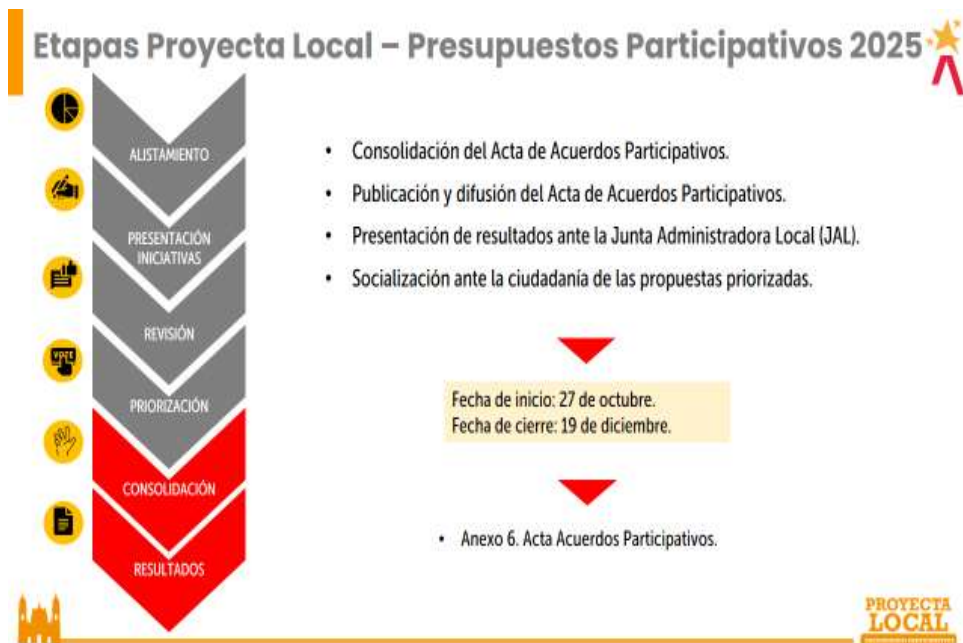 Etapas Proyecta Local – Presupuestos Participativos 2025
ALISTAMIENTO
PRESENTACIÓN
INICIATIVAS
REVISIÓN
PRIORIZACIÓN
CONSOLIDACIÓN
RESULTADOS
• Consolidación del Acta de Acuerdos Participativos.
• Publicación y difusión del Acta de Acuerdos Participativos.
• Presentación de resultados ante la Junta Administradora Local (JAL).
• Socialización ante la ciudadanía de las propuestas priorizadas.
Fecha de inicio: 27 de octubre.
Fecha de cierre: 19 de diciembre.
• Anexo 6. Acta Acuerdos Participativos.
PROYECTA
LOCAL